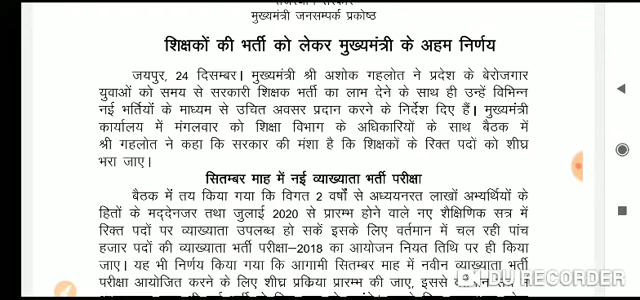 राजस्थान सरकार
मुख्यमंत्री जनसम्पर्क प्रकोष्ठ
शिक्षकों की भर्ती को लेकर मुख्यमंत्री के अहम निर्णय
जयपुर, 24 दिसम्बर। मुख्यमंत्री श्री अशोक गहलोत ने प्रदेश के बेरोजगार
युवाओं को समय से सरकारी शिक्षक भर्ती का लाभ देने के साथ ही उन्हें विभिन्न
नई भर्तियों के माध्यम से उचित अवसर प्रदान करने के निर्देश दिए हैं। मुख्यमंत्री
कार्यालय में मंगलवार को शिक्षा विभाग के अधिकारियों के साथ बैठक में
श्री गहलोत ने कहा कि सरकार की मंशा है कि शिक्षकों के रिक्त पदों को शीघ्र
भरा जाए।
सितम्बर माह में नई व्याख्याता भर्ती परीक्षा
बैठक में तय किया गया कि विगत 2 वर्षों से अध्ययनरत लाखों अभ्यर्थियों के
हितों के मद्देनजर तथा जुलाई 2020 से प्रारम्भ होने वाले नए शैक्षिणिक सत्र में
रिक्त पदों पर व्याख्याता उपलब्ध हो सकें इसके लिए वर्तमान में चल रही पांच
हजार पदों की व्याख्याता भर्ती परीक्षा–2018 का आयोजन नियत तिथि पर ही किया
जाए। यह भी निर्णय किया गया कि आगामी सितम्बर माह में नवीन व्याख्याता भर्ती
परीक्षा आयोजित करने के लिए शीघ्र प्रकिया प्रारम्भ की जाए, इससे
DU RECORDER